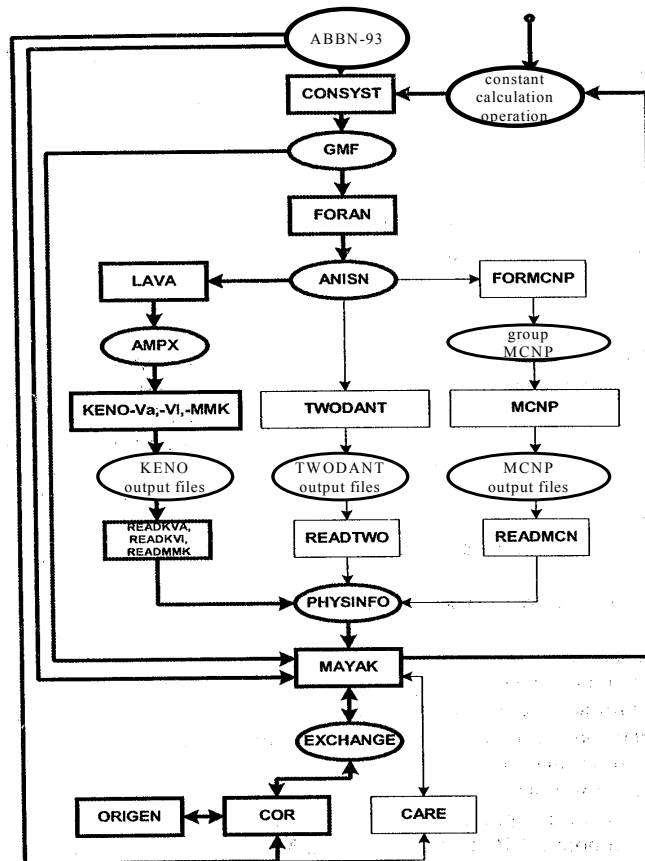 ABBN-93
constant
calculation
operation
CONSYST
GMF
FORAN
LAVA
ANISN
FORMCNP
AMPX
group
MCNP
KENO-Va,-VI,-MMK
TWODANT
MCNP
KENO
output files
TWODANT
output files
MCNP
output files
READKVA,
READKVI,
READMMK
READTWO
READMCN
PHYSINFO
MAYAK
EXCHANGE
ORIGEN
COR
CARE